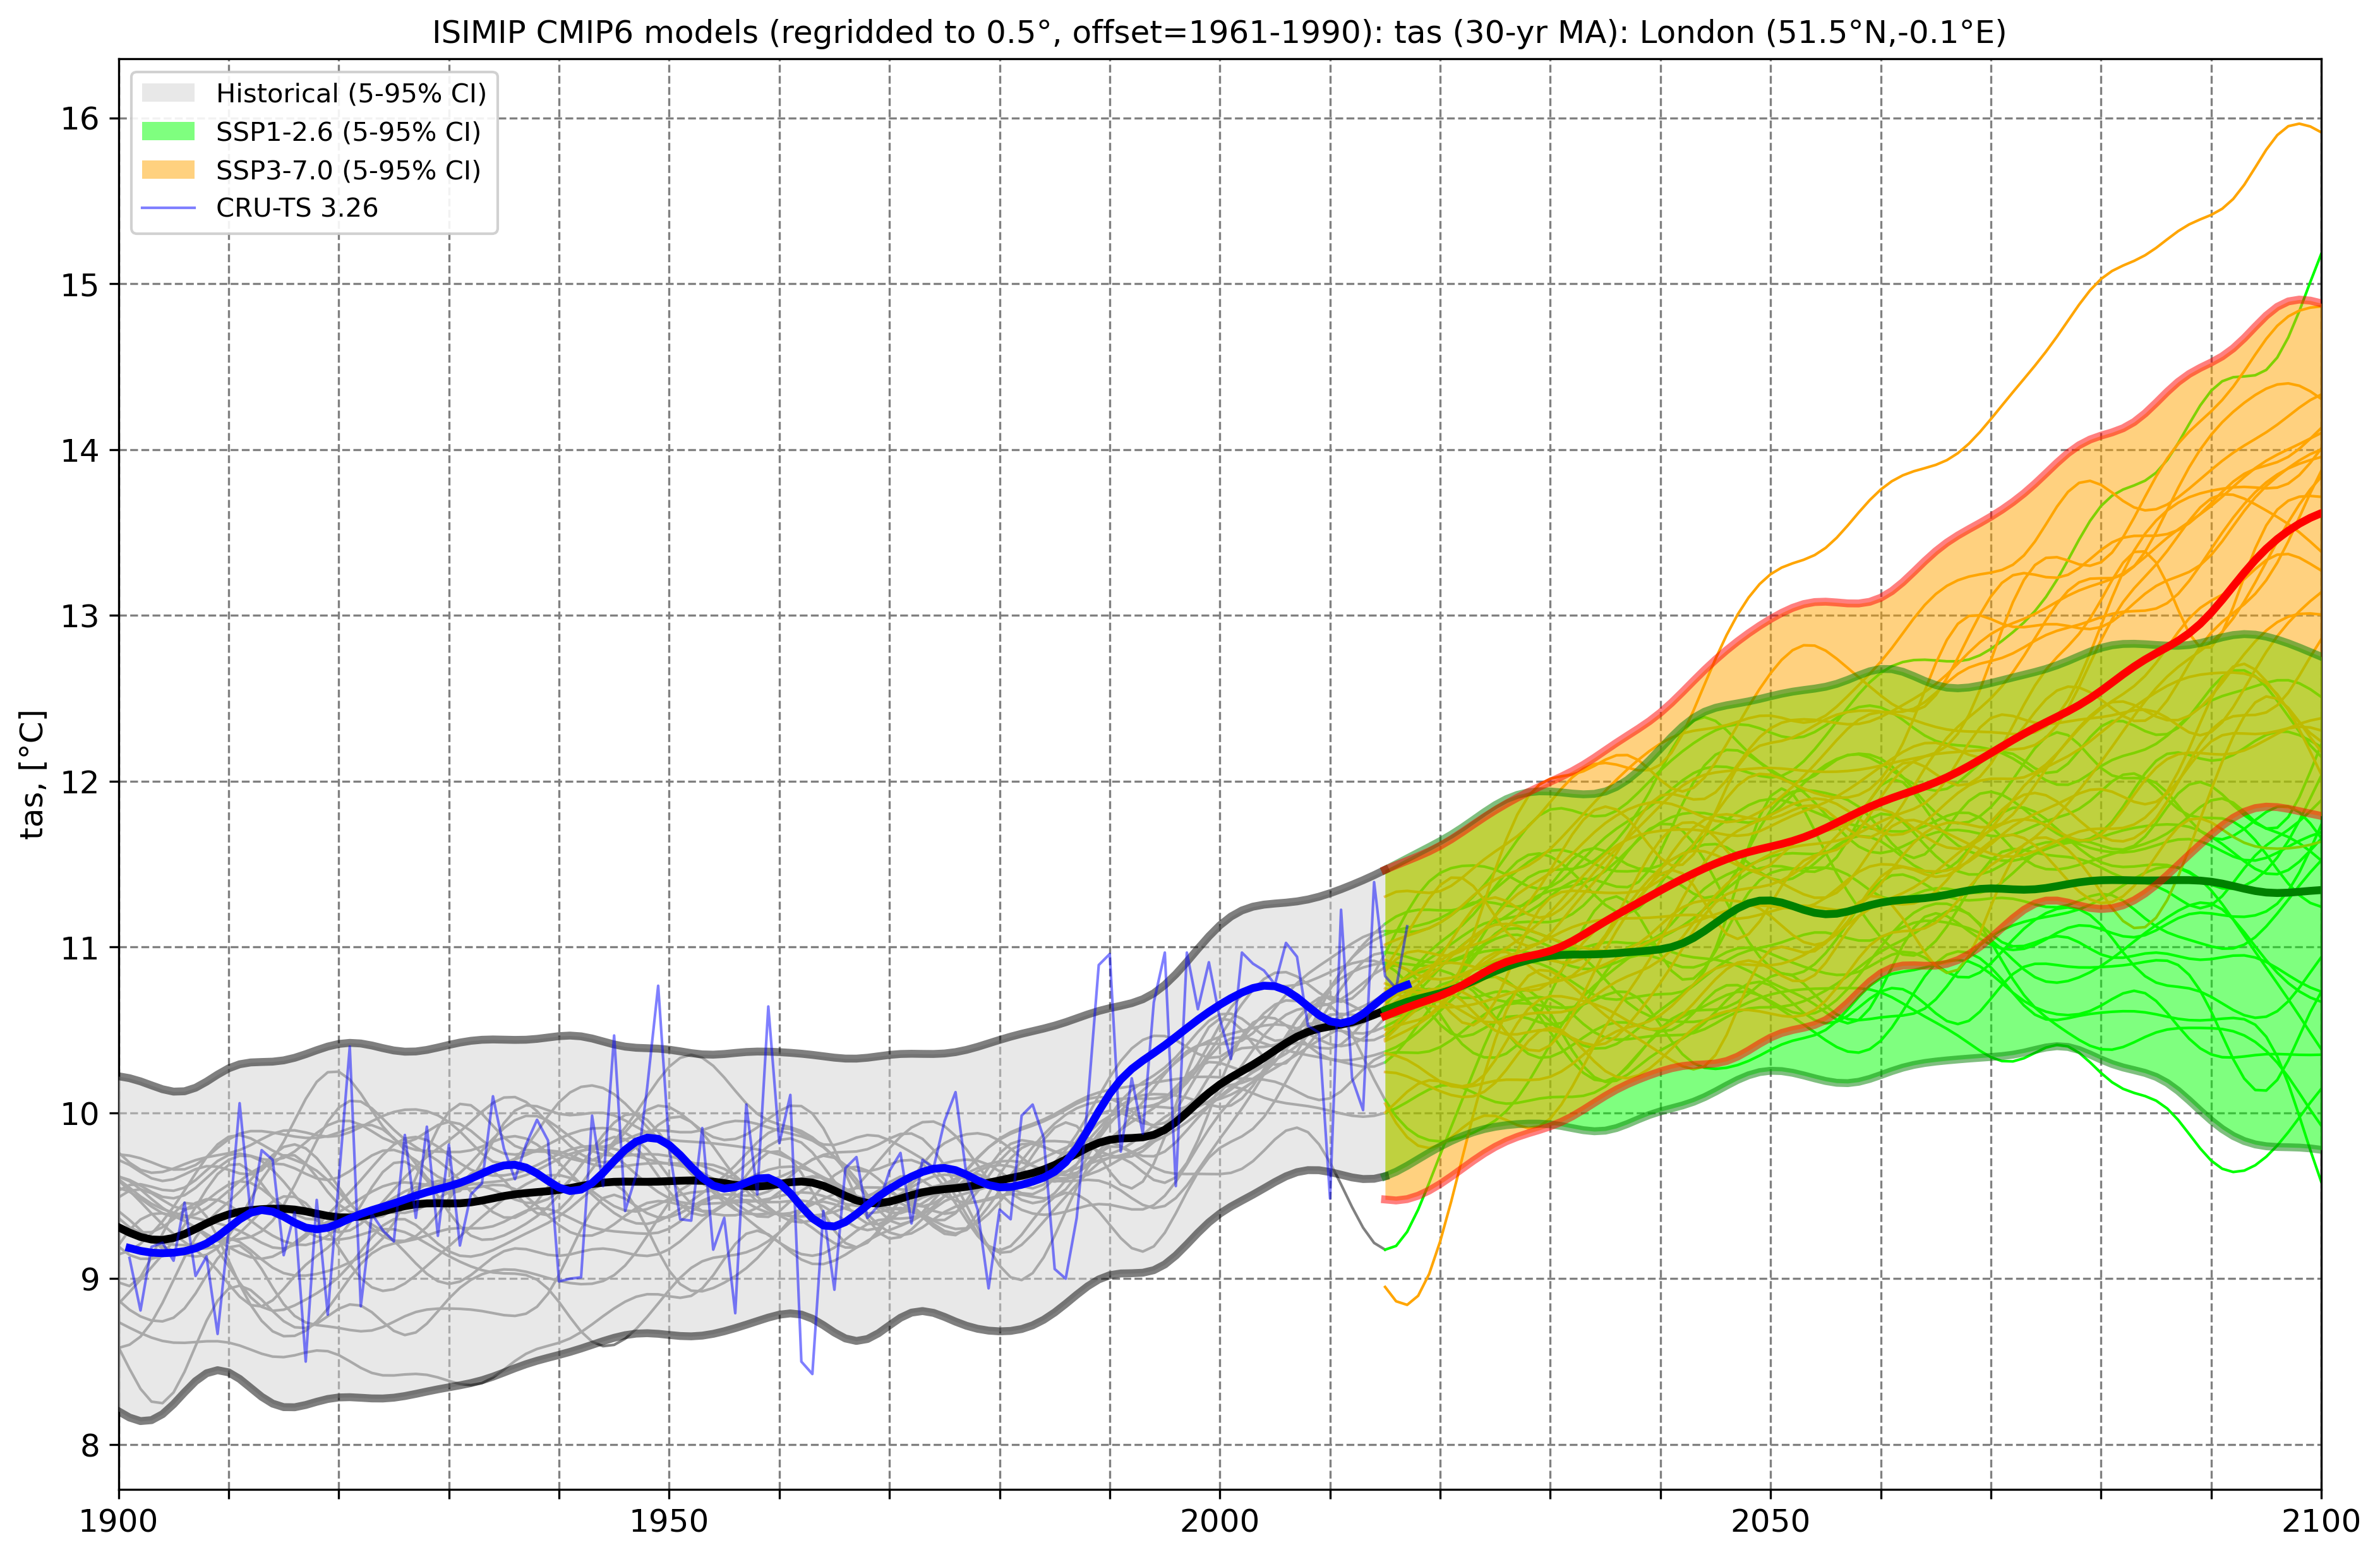 ISIMIP CMIP6 models (regridded to 0.5°, offset=1961-1990): tas (30-yr MA): London (51.5°N,-0.1°E)
Historical (5-95% CI)
SSP1-2.6 (5-95% CI)
SSP3-7.0 (5-95% CI)
CRU-TS 3.26
tas, [°C]
16
15
14
13
12
11
10
9
8
1900
1950
2000
2050
2100